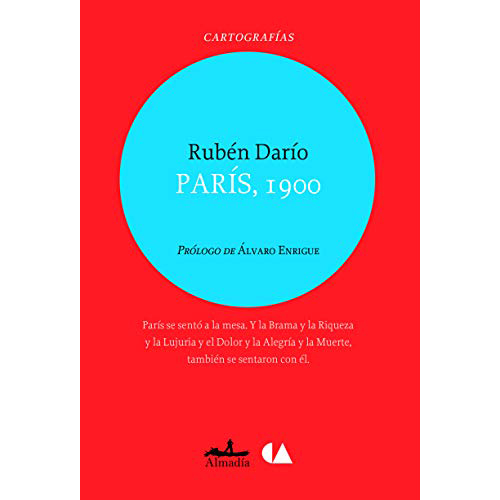 CARTOGRAFÍAS
Rubén Darío
PARÍS, 1900
PRÓLOGO DE ÁLVARO ENRIGUE
París se sentó a la mesa. Y la Brama y la Riqueza
y la Lujuria y el Dolor y la Alegría y la Muerte,
también se sentaron con él.
Almadía
CA